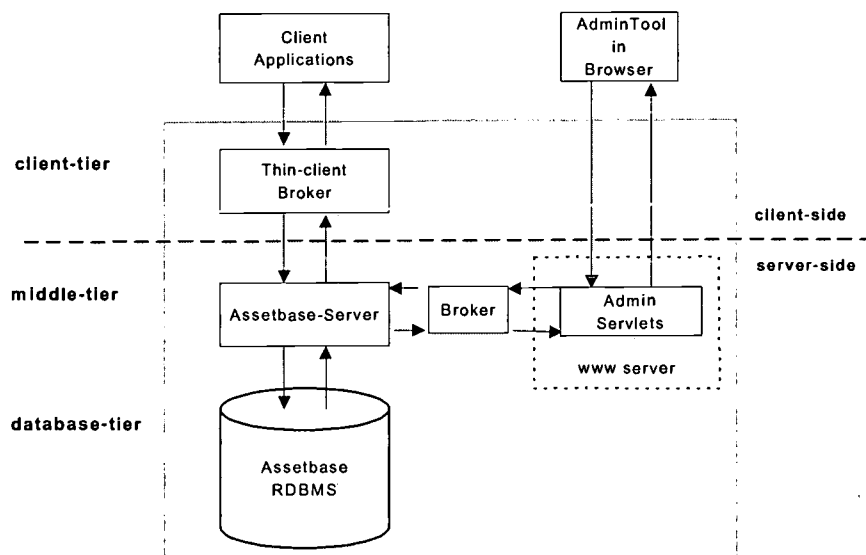 Client
Applications
AdminTool
in
Browser
client-tier
Thin-client
Broker
client-side
server-side
middle-tier
Assetbase-Server
Broker
Admin
Servlets
www server
database-tier
Assetbase
RDBMS